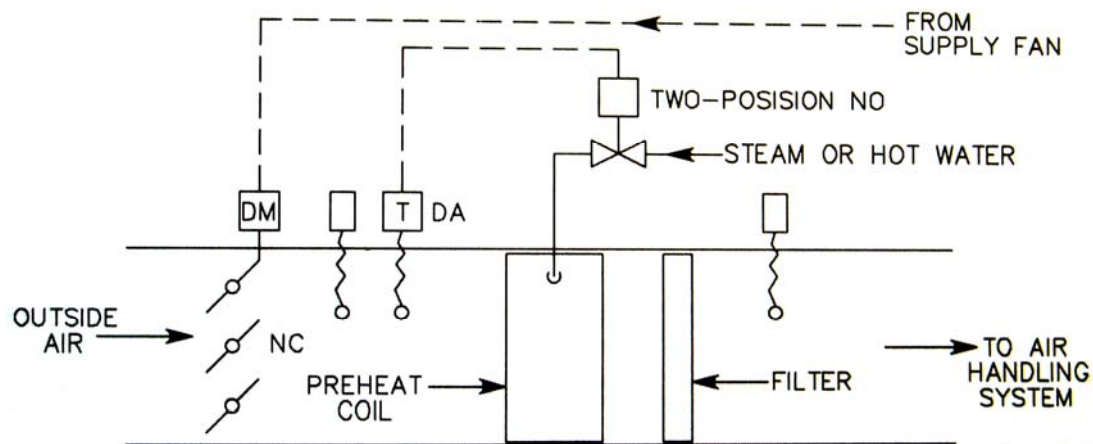 FROM
SUPPLY FAN
TWO-POSISION NO
STEAM OR HOT WATER
DM
T
DA
OUTSIDE
AIR
NC
PREHEAT
COIL
FILTER
TO AIR
HANDLING
SYSTEM